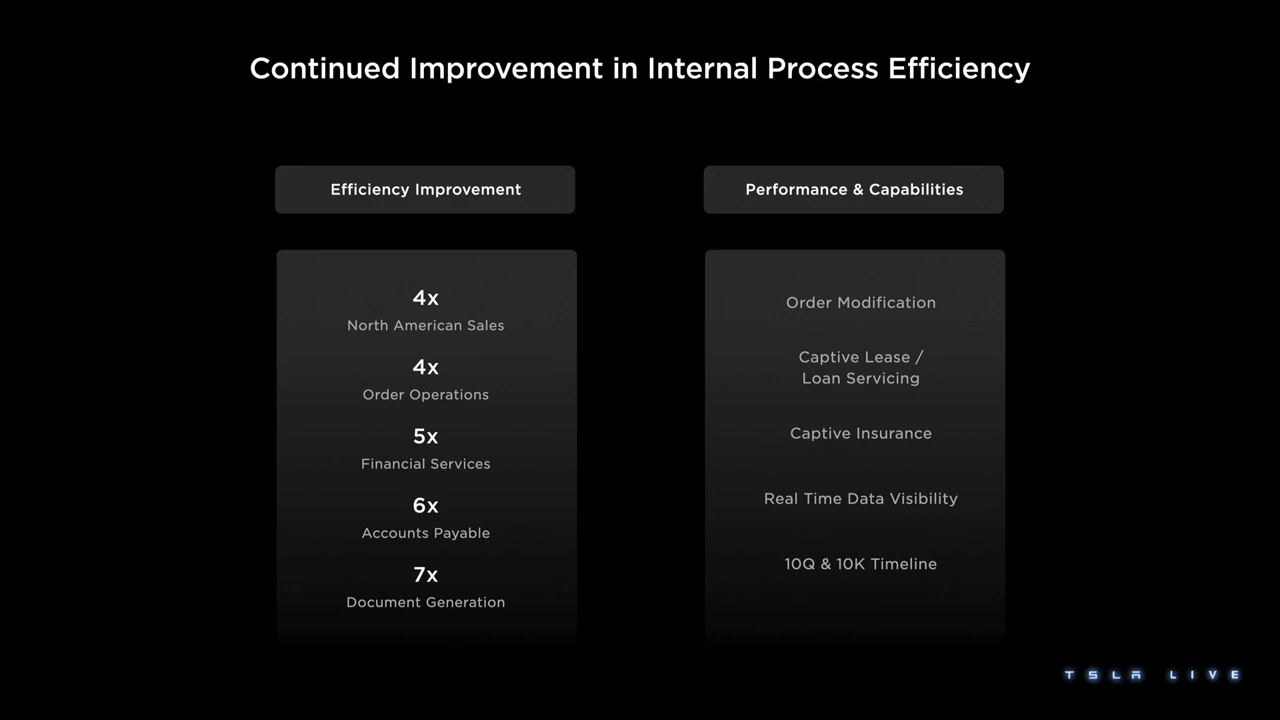 Continued Improvement in Internal Process Efficiency
Efficiency Improvement
4x
North American Sales
4x
Order Operations
5x
Financial Services
6x
Accounts Payable
7x
Document Generation
Performance & Capabilities
Order Modification
Captive Lease /
Loan Servicing
Captive Insurance
Real Time Data Visibility
10Q & 10K Timeline
TSLA LIVE